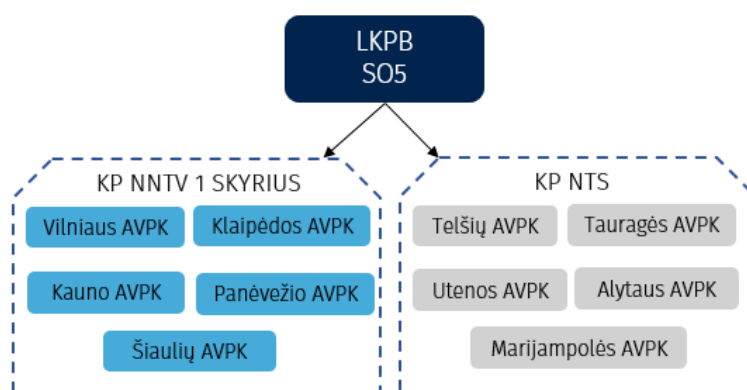 LKPB
SO5
KP NNTV 1 SKYRIUS
Vilniaus AVPK
Klaipėdos AVPK
Kauno AVPK
Panėvežio AVPK
Šiaulių AVPK
KP NTS
Telšių AVPK
Tauragės AVPK
Utenos AVPK
Alytaus AVPK
Marijampolės AVPK